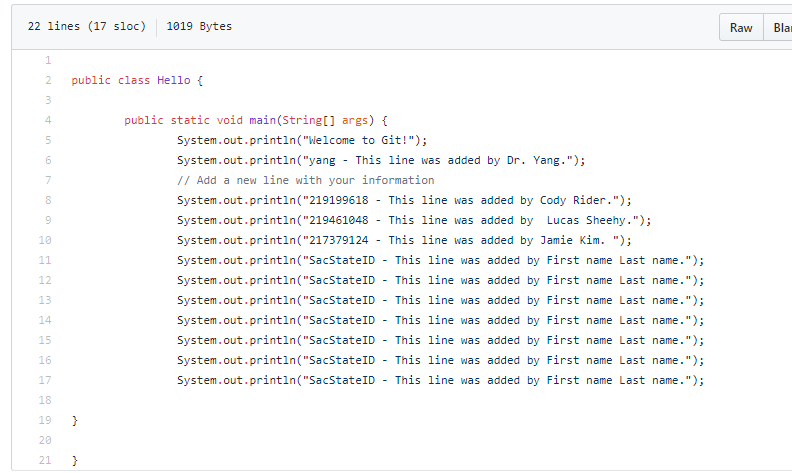 22 lines (17 sloc) 1019 Bytes Raw Bla
1
2 public class Hello {
3
4 public static void main(String[] args) {
5 System.out.println("Welcome to Git!");
6 System.out.println("yang - This line was added by Dr. Yang.");
7 // Add a new line with your information
8 System.out.println("219199618 - This line was added by Cody Rider.");
9 System.out.println("219461048 - This line was added by  Lucas Sheehy.");
10 System.out.println("217379124 - This line was added by Jamie Kim. ");
11 System.out.println("SacStateID - This line was added by First name Last name.");
12 System.out.println("SacStateID - This line was added by First name Last name.");
13 System.out.println("SacStateID - This line was added by First name Last name.");
14 System.out.println("SacStateID - This line was added by First name Last name.");
15 System.out.println("SacStateID - This line was added by First name Last name.");
16 System.out.println("SacStateID - This line was added by First name Last name.");
17 System.out.println("SacStateID - This line was added by First name Last name.");
18
19 }
20
21 }